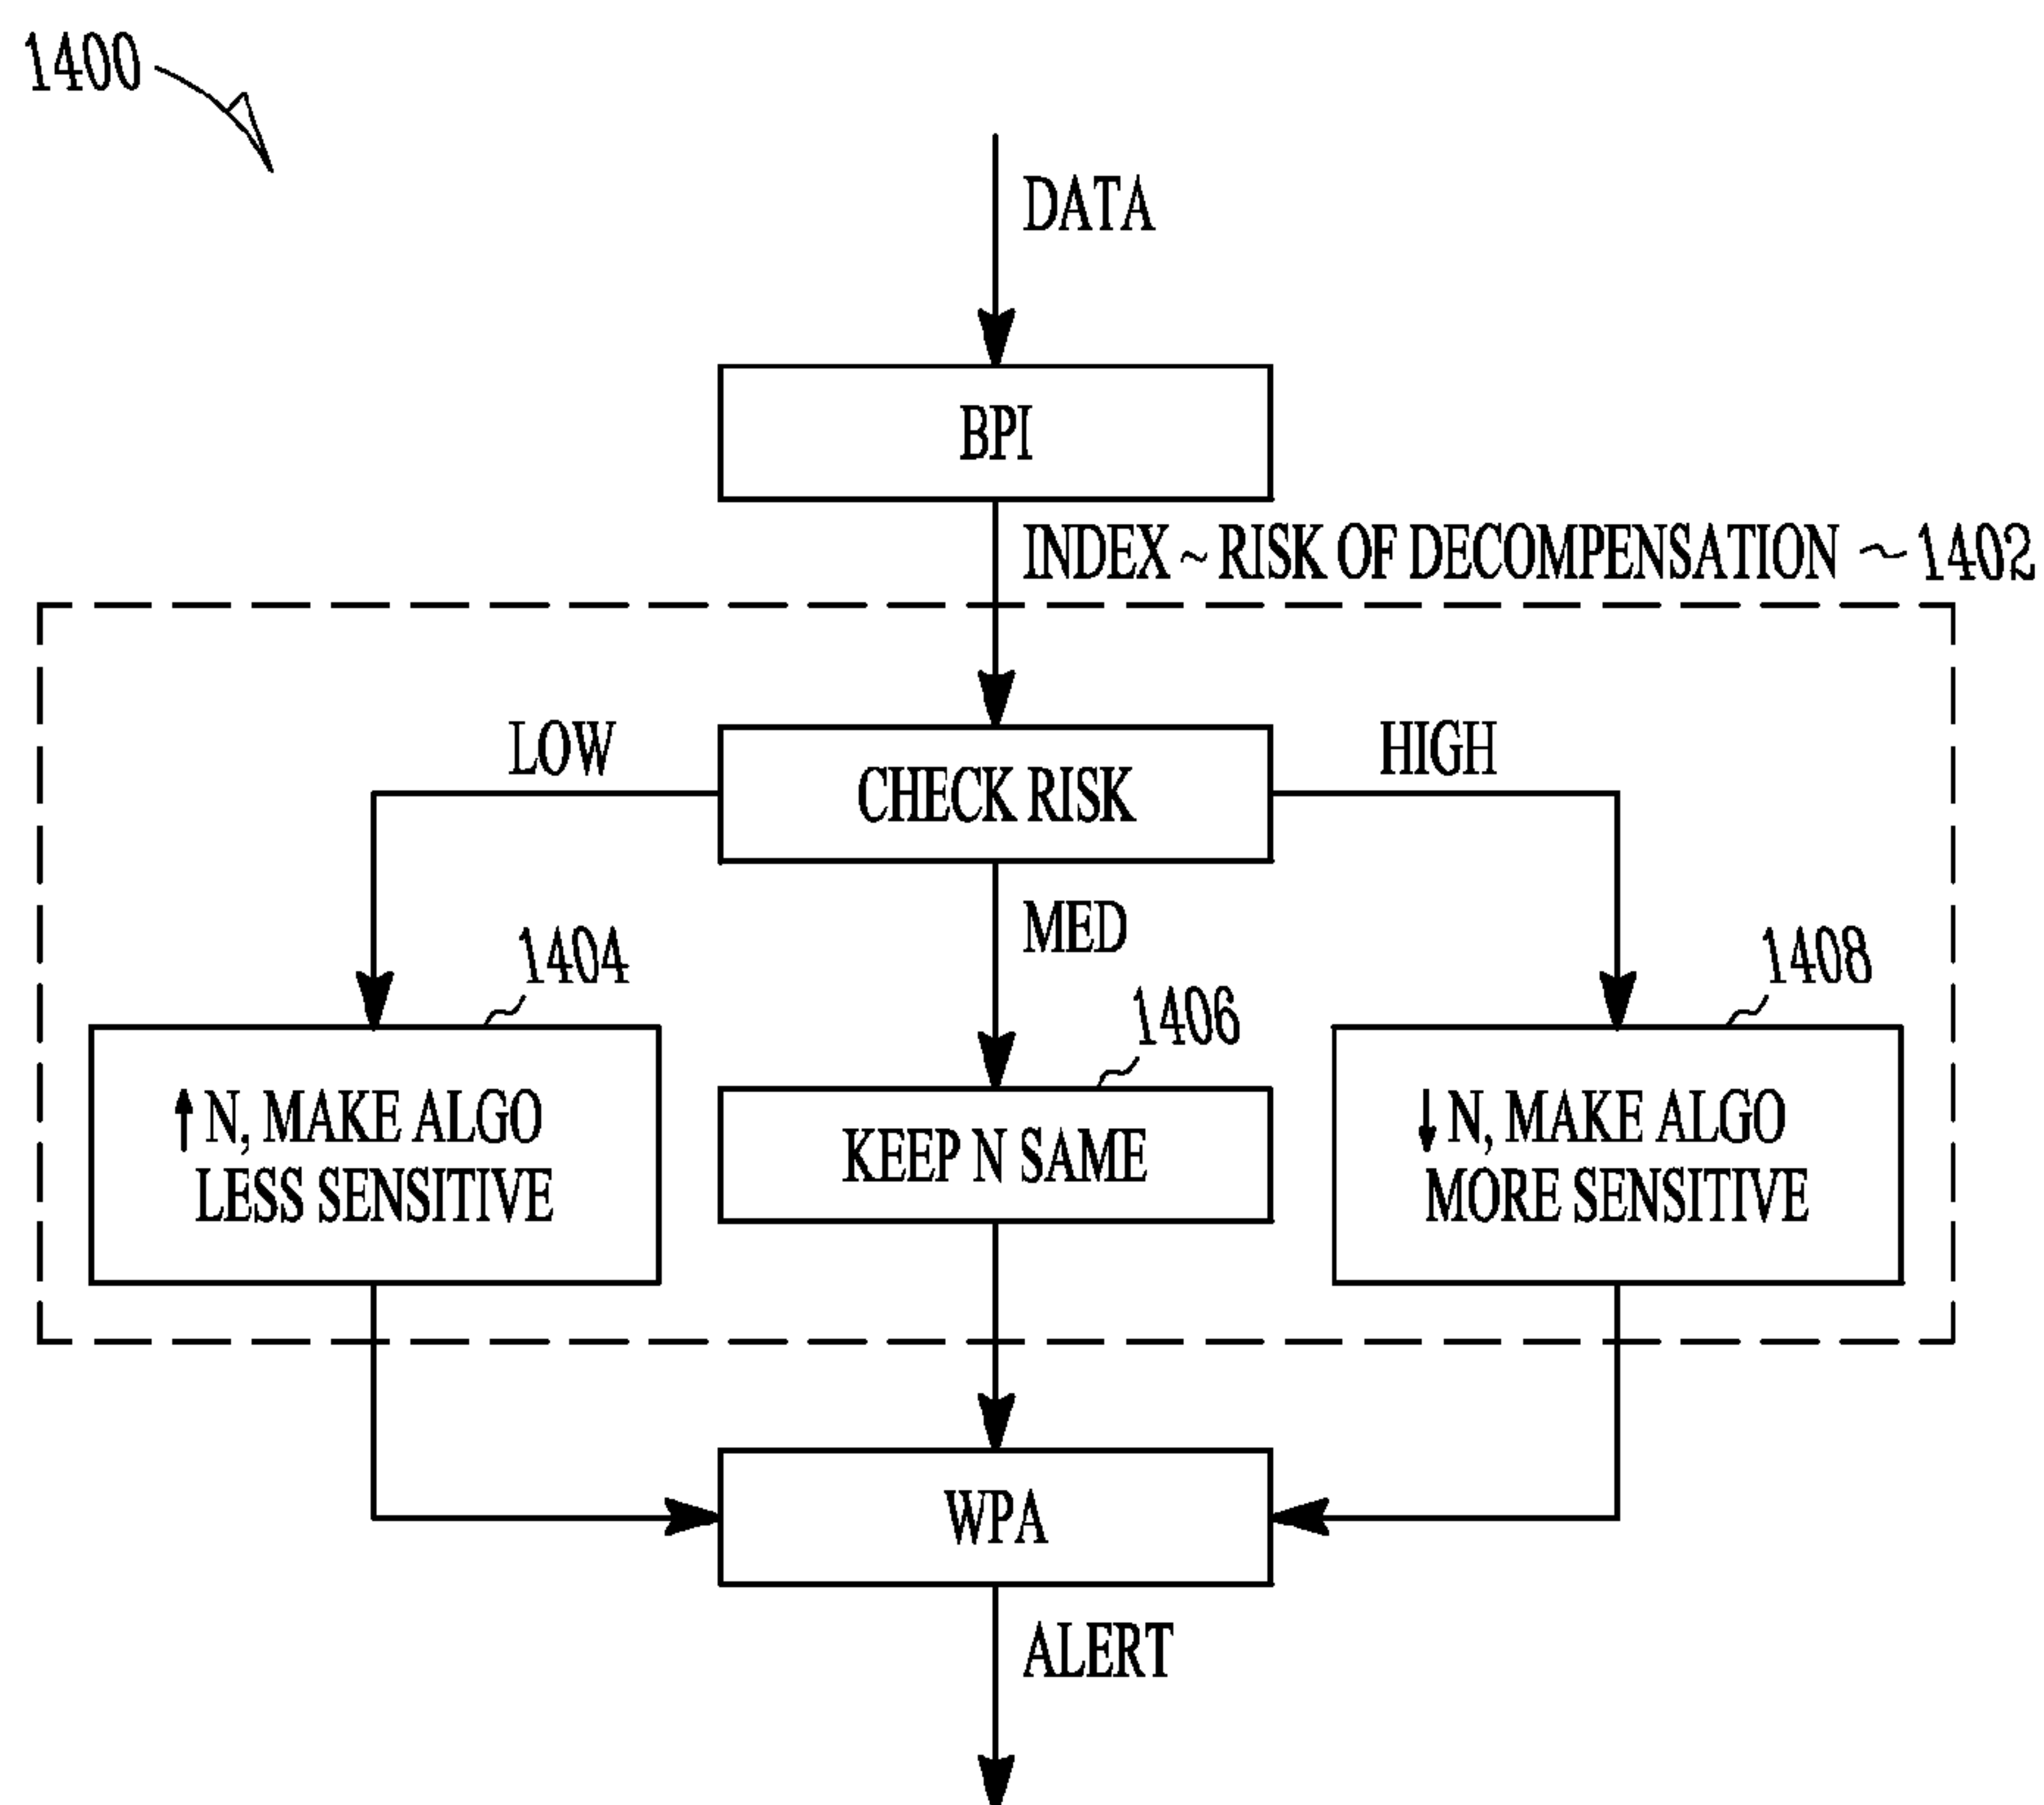 1400
DATA
BPI
INDEX ~ RISK OF DECOMPENSATION ~ 1402
LOW
CHECK RISK
HIGH
MED
1404
1406
1408
↑ N, MAKE ALGO
LESS SENSITIVE
KEEP N SAME
↓ N, MAKE ALGO
MORE SENSITIVE
WPA
ALERT